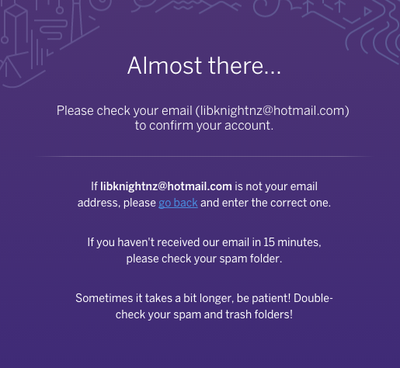 Almost there...
Please check your email (libknightnz@hotmail.com)
to confirm your account.
If libknightnz@hotmail.com is not your email
address, please go back and enter the correct one.
If you haven't received our email in 15 minutes,
please check your spam folder.
Sometimes it takes a bit longer, be patient! Double-
check your spam and trash folders!